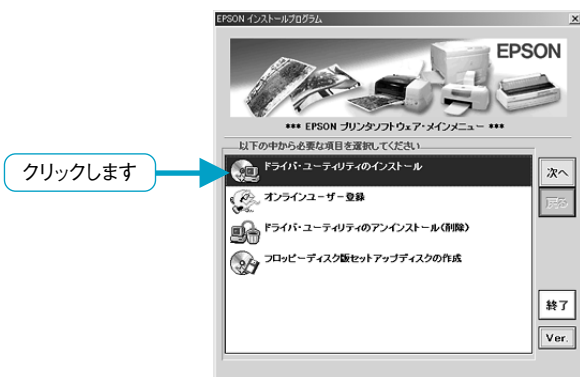 EPSON インストールプログラム
EPSON
*** EPSON プリンタソフトウェア・メインメニュー ***
以下の中から必要な項目を選択してください
クリックします
ドライバ・ユーティリティのインストール
オンラインユーザー登録
ドライバ・ユーティリティのアンインストール(削除)
フロッピーディスク版セットアップディスクの作成
次へ
戻る
終了
Ver.